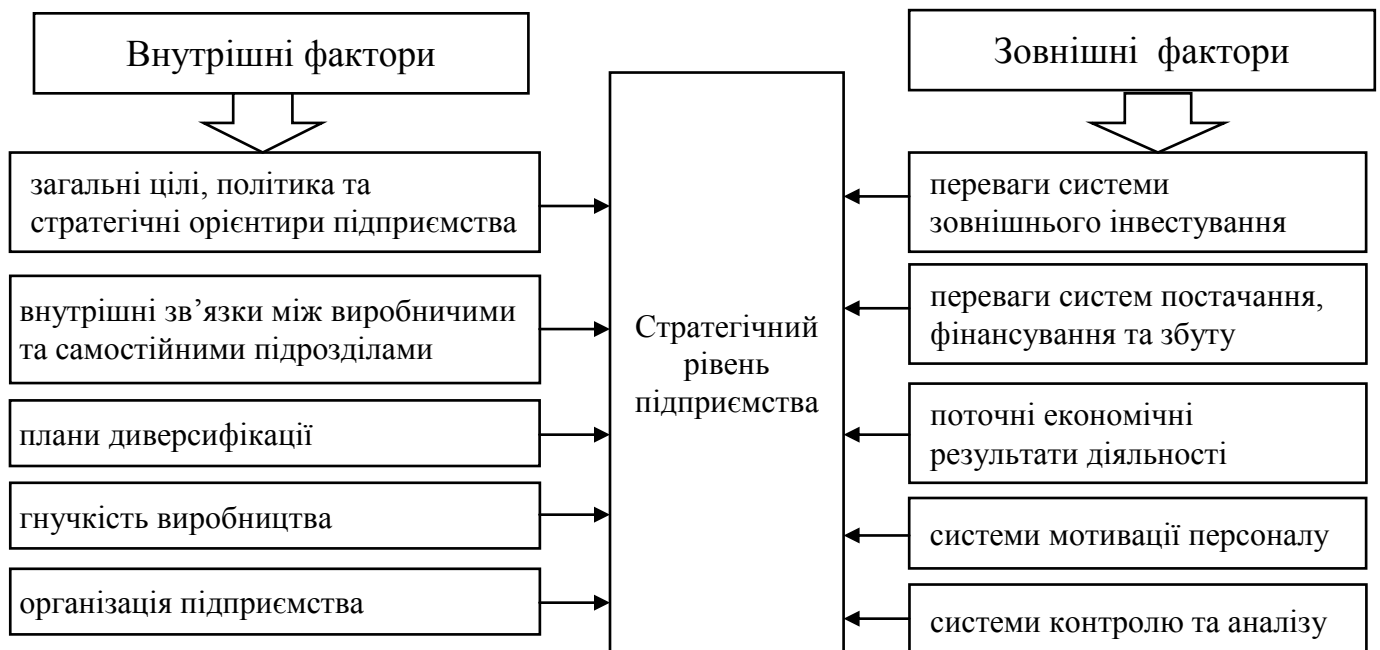 Внутрішні фактори
загальні цілі, політика та
стратегічні орієнтири підприємства
внутрішні зв’язки між виробничими
та самостійними підрозділами
плани диверсифікації
гнучкість виробництва
організація підприємства
Стратегічний
рівень
підприємства
Зовнішні фактори
переваги системи
зовнішнього інвестування
переваги систем постачання,
фінансування та збуту
поточні економічні
результати діяльності
системи мотивації персоналу
системи контролю та аналізу